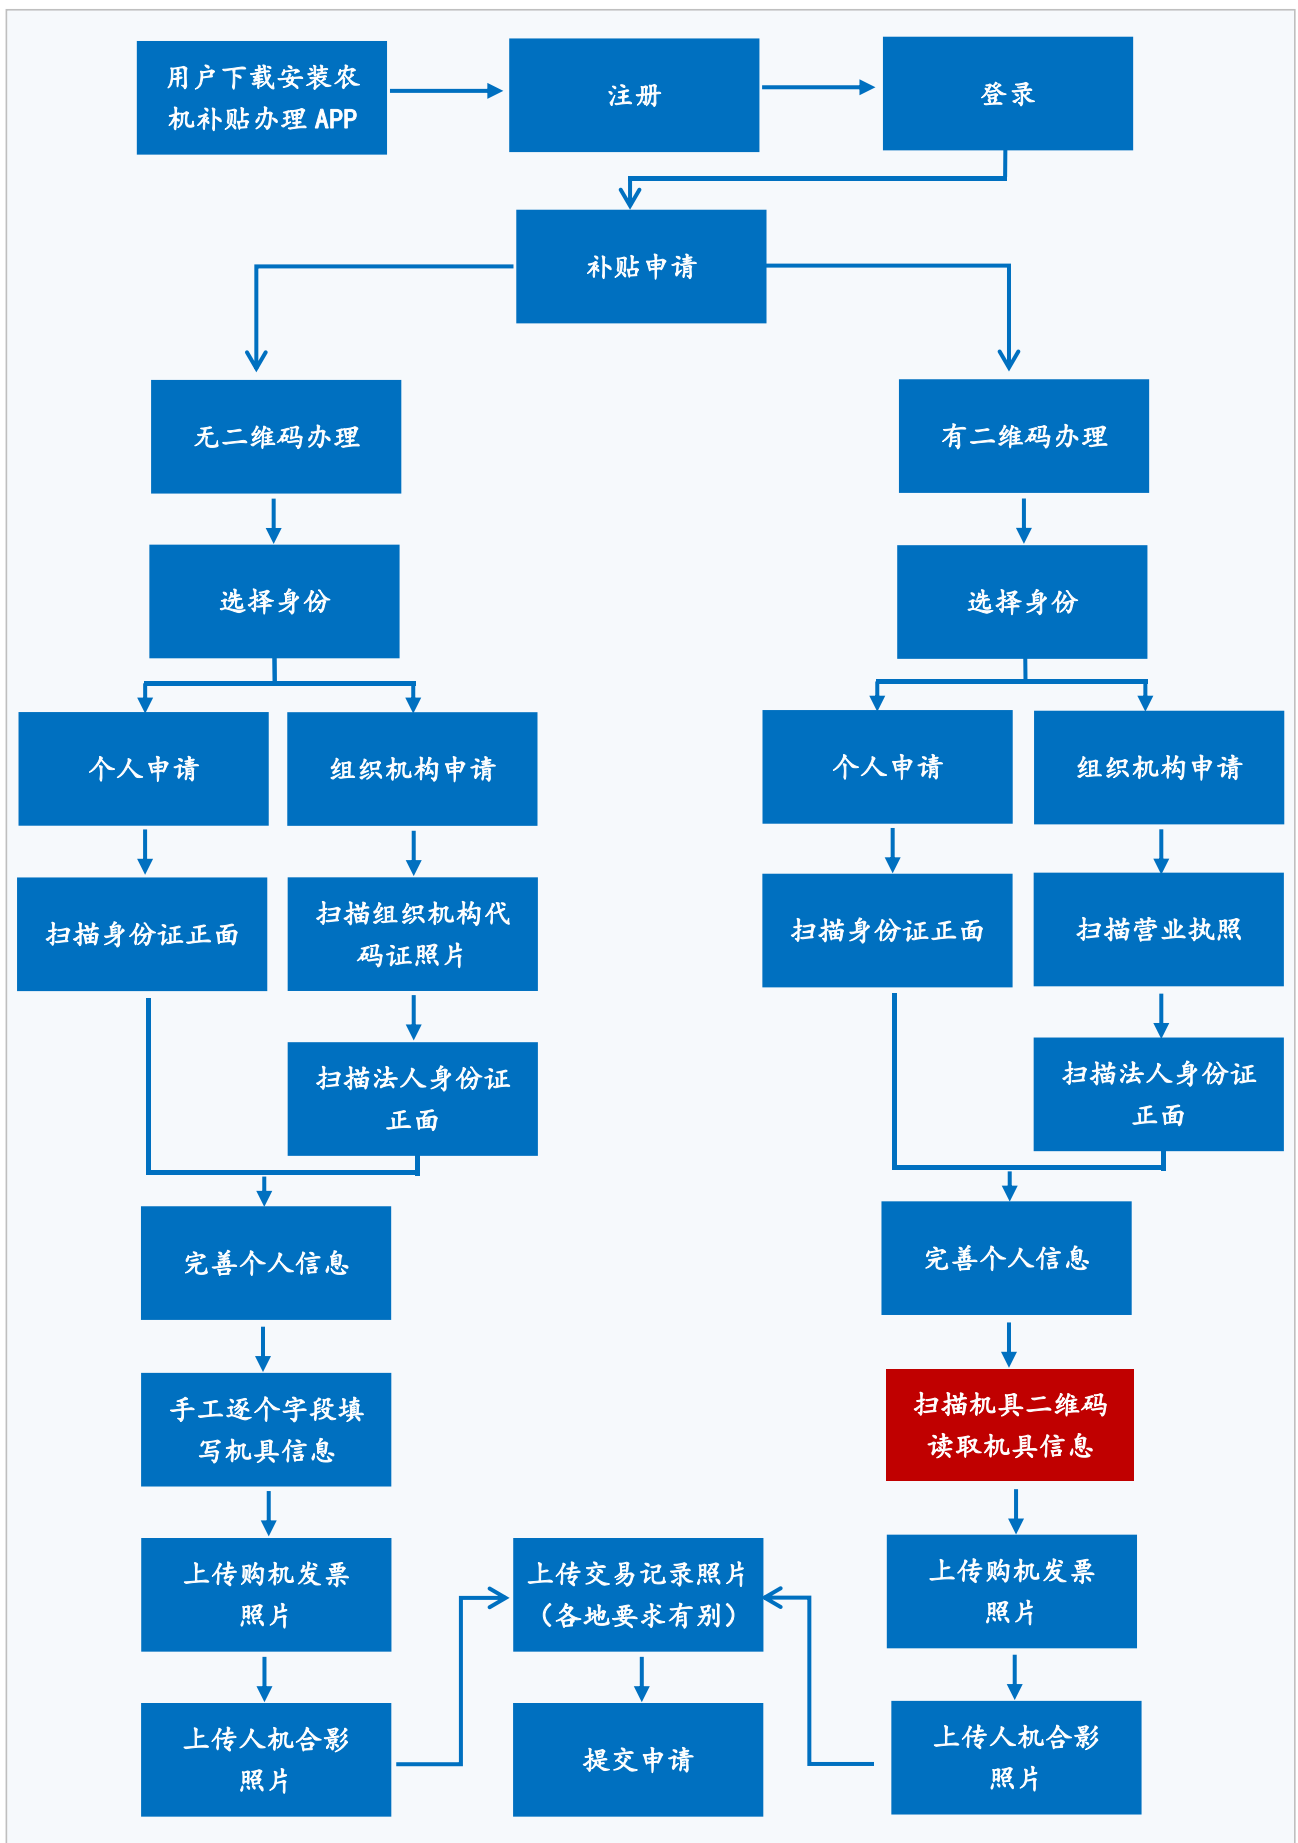 用户下载安装农
机补贴办理 APP
注册
登录
补贴申请
无二维码办理
有二维码办理
选择身份
选择身份
个人申请
组织机构申请
个人申请
组织机构申请
扫描身份证正面
扫描组织机构代
码证照片
扫描身份证正面
扫描营业执照
扫描法人身份证
正面
扫描法人身份证
正面
完善个人信息
完善个人信息
手工逐个字段填
写机具信息
扫描机具二维码
读取机具信息
上传购机发票
照片
上传交易记录照片
（各地要求有别）
上传购机发票
照片
上传人机合影
照片
提交申请
上传人机合影
照片